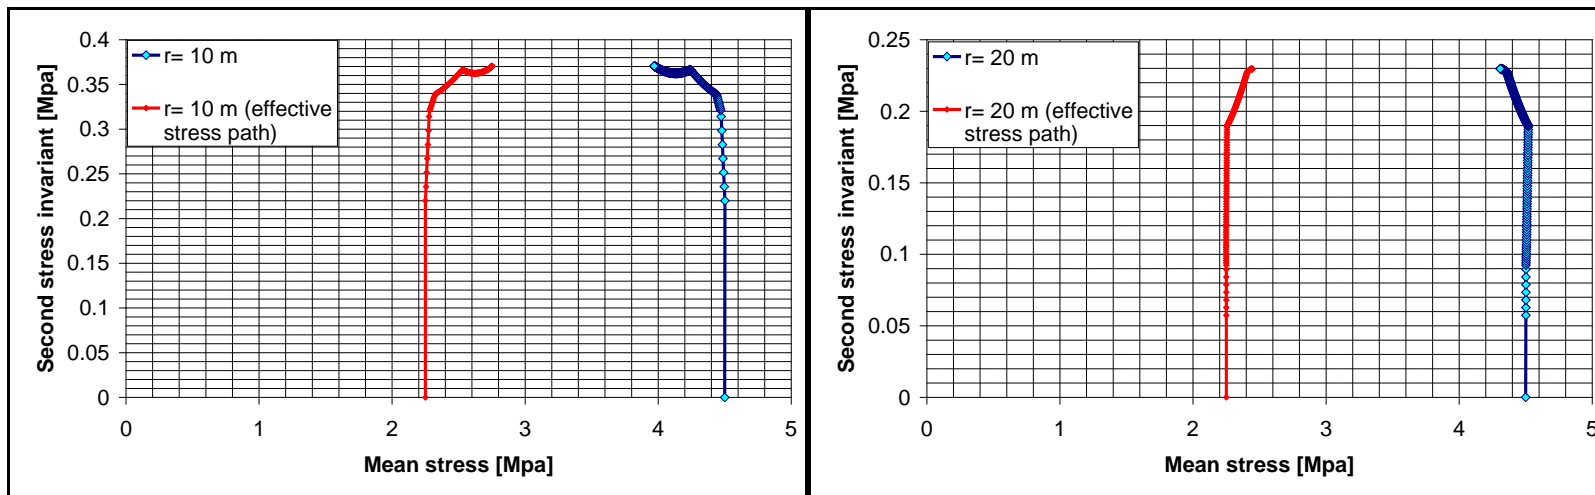 0.4
0.35
0.3
0.25
0.2
0.15
0.1
0.05
0
Second stress invariant [Mpa]
r= 10 m
r= 10 m (effective
stress path)
0 1 2 3 4 5
Mean stress [Mpa]
0.25
0.2
0.15
0.1
0.05
0
Second stress invariant [Mpa]
r= 20 m
r= 20 m (effective
stress path)
0 1 2 3 4 5
Mean stress [Mpa]